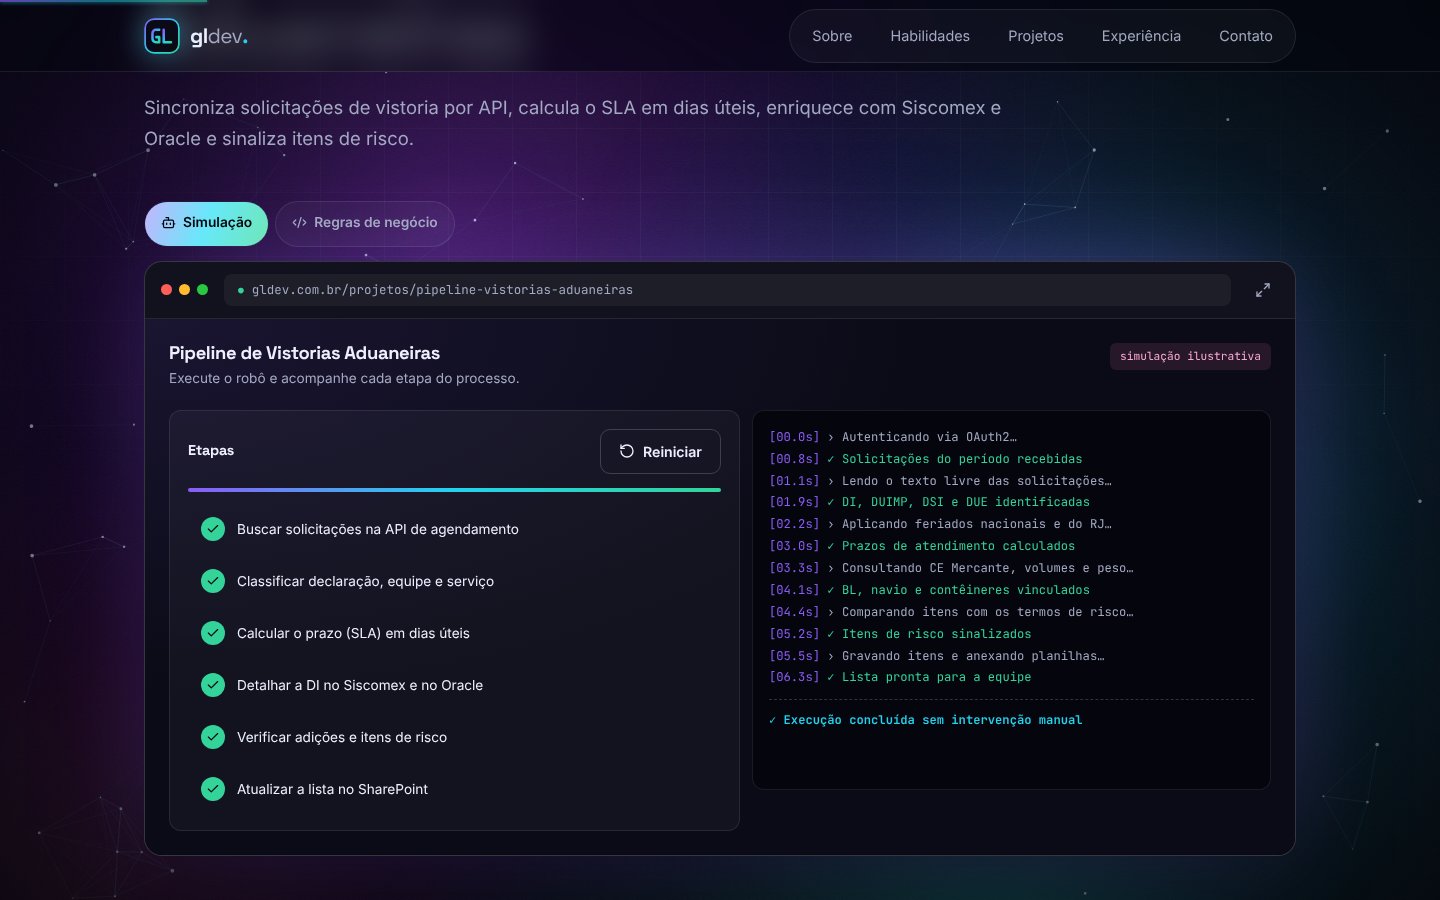 GL gldev.
Sobre Habilidades Projetos Experiência Contato
Sincroniza solicitações de vistoria por API, calcula o SLA em dias úteis, enriquece com Siscomex e
Oracle e sinaliza itens de risco.
Simulação
</> Regras de negócio
gldev.com.br/projetos/pipeline-vistorias-aduaneiras
Pipeline de Vistorias Aduaneiras
Execute o robô e acompanhe cada etapa do processo.
simulação ilustrativa
Etapas
Reiniciar
Buscar solicitações na API de agendamento
Classificar declaração, equipe e serviço
Calcular o prazo (SLA) em dias úteis
Detalhar a DI no Siscomex e no Oracle
Verificar adições e itens de risco
Atualizar a lista no SharePoint
[00.0s] › Autenticando via OAuth2…
[00.8s] ✓ Solicitações do período recebidas
[01.1s] › Lendo o texto livre das solicitações…
[01.9s] ✓ DI, DUIMP, DSI e DUE identificadas
[02.2s] › Aplicando feriados nacionais e do RJ…
[03.0s] ✓ Prazos de atendimento calculados
[03.3s] › Consultando CE Mercante, volumes e peso…
[04.1s] ✓ BL, navio e contêineres vinculados
[04.4s] › Comparando itens com os termos de risco…
[05.2s] ✓ Itens de risco sinalizados
[05.5s] › Gravando itens e anexando planilhas…
[06.3s] ✓ Lista pronta para a equipe
✓ Execução concluída sem intervenção manual